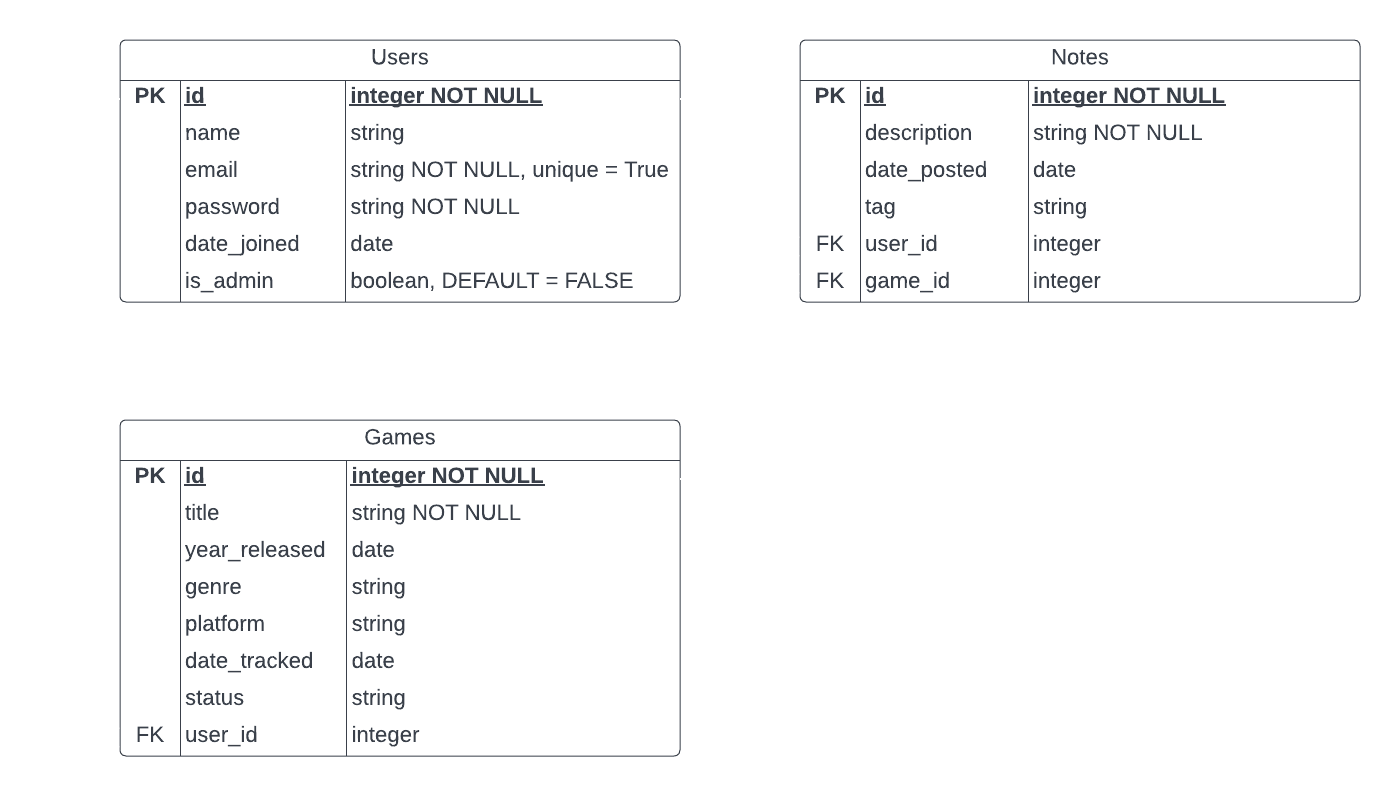 Users
PK id integer NOT NULL
name string
email string NOT NULL, unique = True
password string NOT NULL
date_joined date
is_admin boolean, DEFAULT = FALSE
Notes
PK id integer NOT NULL
description string NOT NULL
date_posted date
tag string
FK user_id integer
FK game_id integer
Games
PK id integer NOT NULL
title string NOT NULL
year_released date
genre string
platform string
date_tracked date
status string
FK user_id integer